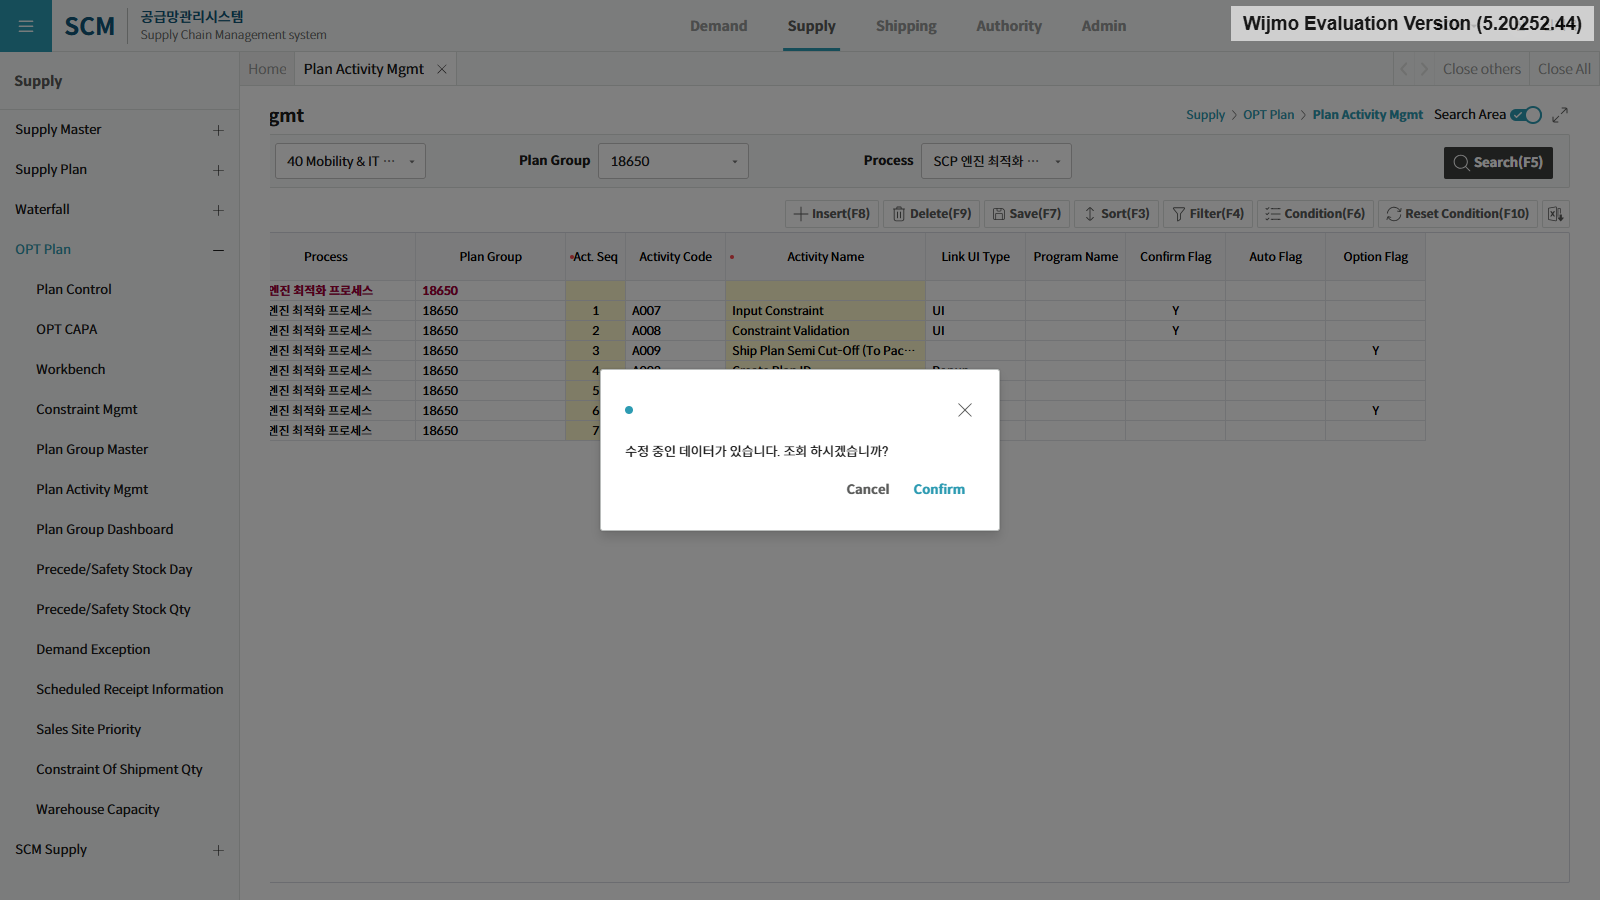 SCM 공급망관리시스템
Supply Chain Management system
Demand Supply Shipping Authority Admin
Wijmo Evaluation Version (5.20252.44)
Supply
Home Plan Activity Mgmt Close others Close All
gmt
Supply OPT Plan Plan Activity Mgmt Search Area
40 Mobility & IT ··· Plan Group 18650 Process SCP 엔진 최적화 ··· Search(F5)
Insert(F8) Delete(F9) Save(F7) Sort(F3) Filter(F4) Condition(F6) Reset Condition(F10)
Process Plan Group Act. Seq Activity Code Activity Name Link UI Type Program Name Confirm Flag Auto Flag Option Flag
엔진 최적화 프로세스 18650
엔진 최적화 프로세스 18650 1 A007 Input Constraint UI Y
엔진 최적화 프로세스 18650 2 A008 Constraint Validation UI Y
엔진 최적화 프로세스 18650 3 A009 Ship Plan Semi Cut-Off (To Pac··· Y
엔진 최적화 프로세스 18650 4
엔진 최적화 프로세스 18650 5
엔진 최적화 프로세스 18650 6 Y
엔진 최적화 프로세스 18650 7
Supply Master
Supply Plan
Waterfall
OPT Plan
Plan Control
OPT CAPA
Workbench
Constraint Mgmt
Plan Group Master
Plan Activity Mgmt
Plan Group Dashboard
Precede/Safety Stock Day
Precede/Safety Stock Qty
Demand Exception
Scheduled Receipt Information
Sales Site Priority
Constraint Of Shipment Qty
Warehouse Capacity
SCM Supply
수정 중인 데이터가 있습니다. 조회 하시겠습니까?
Cancel Confirm